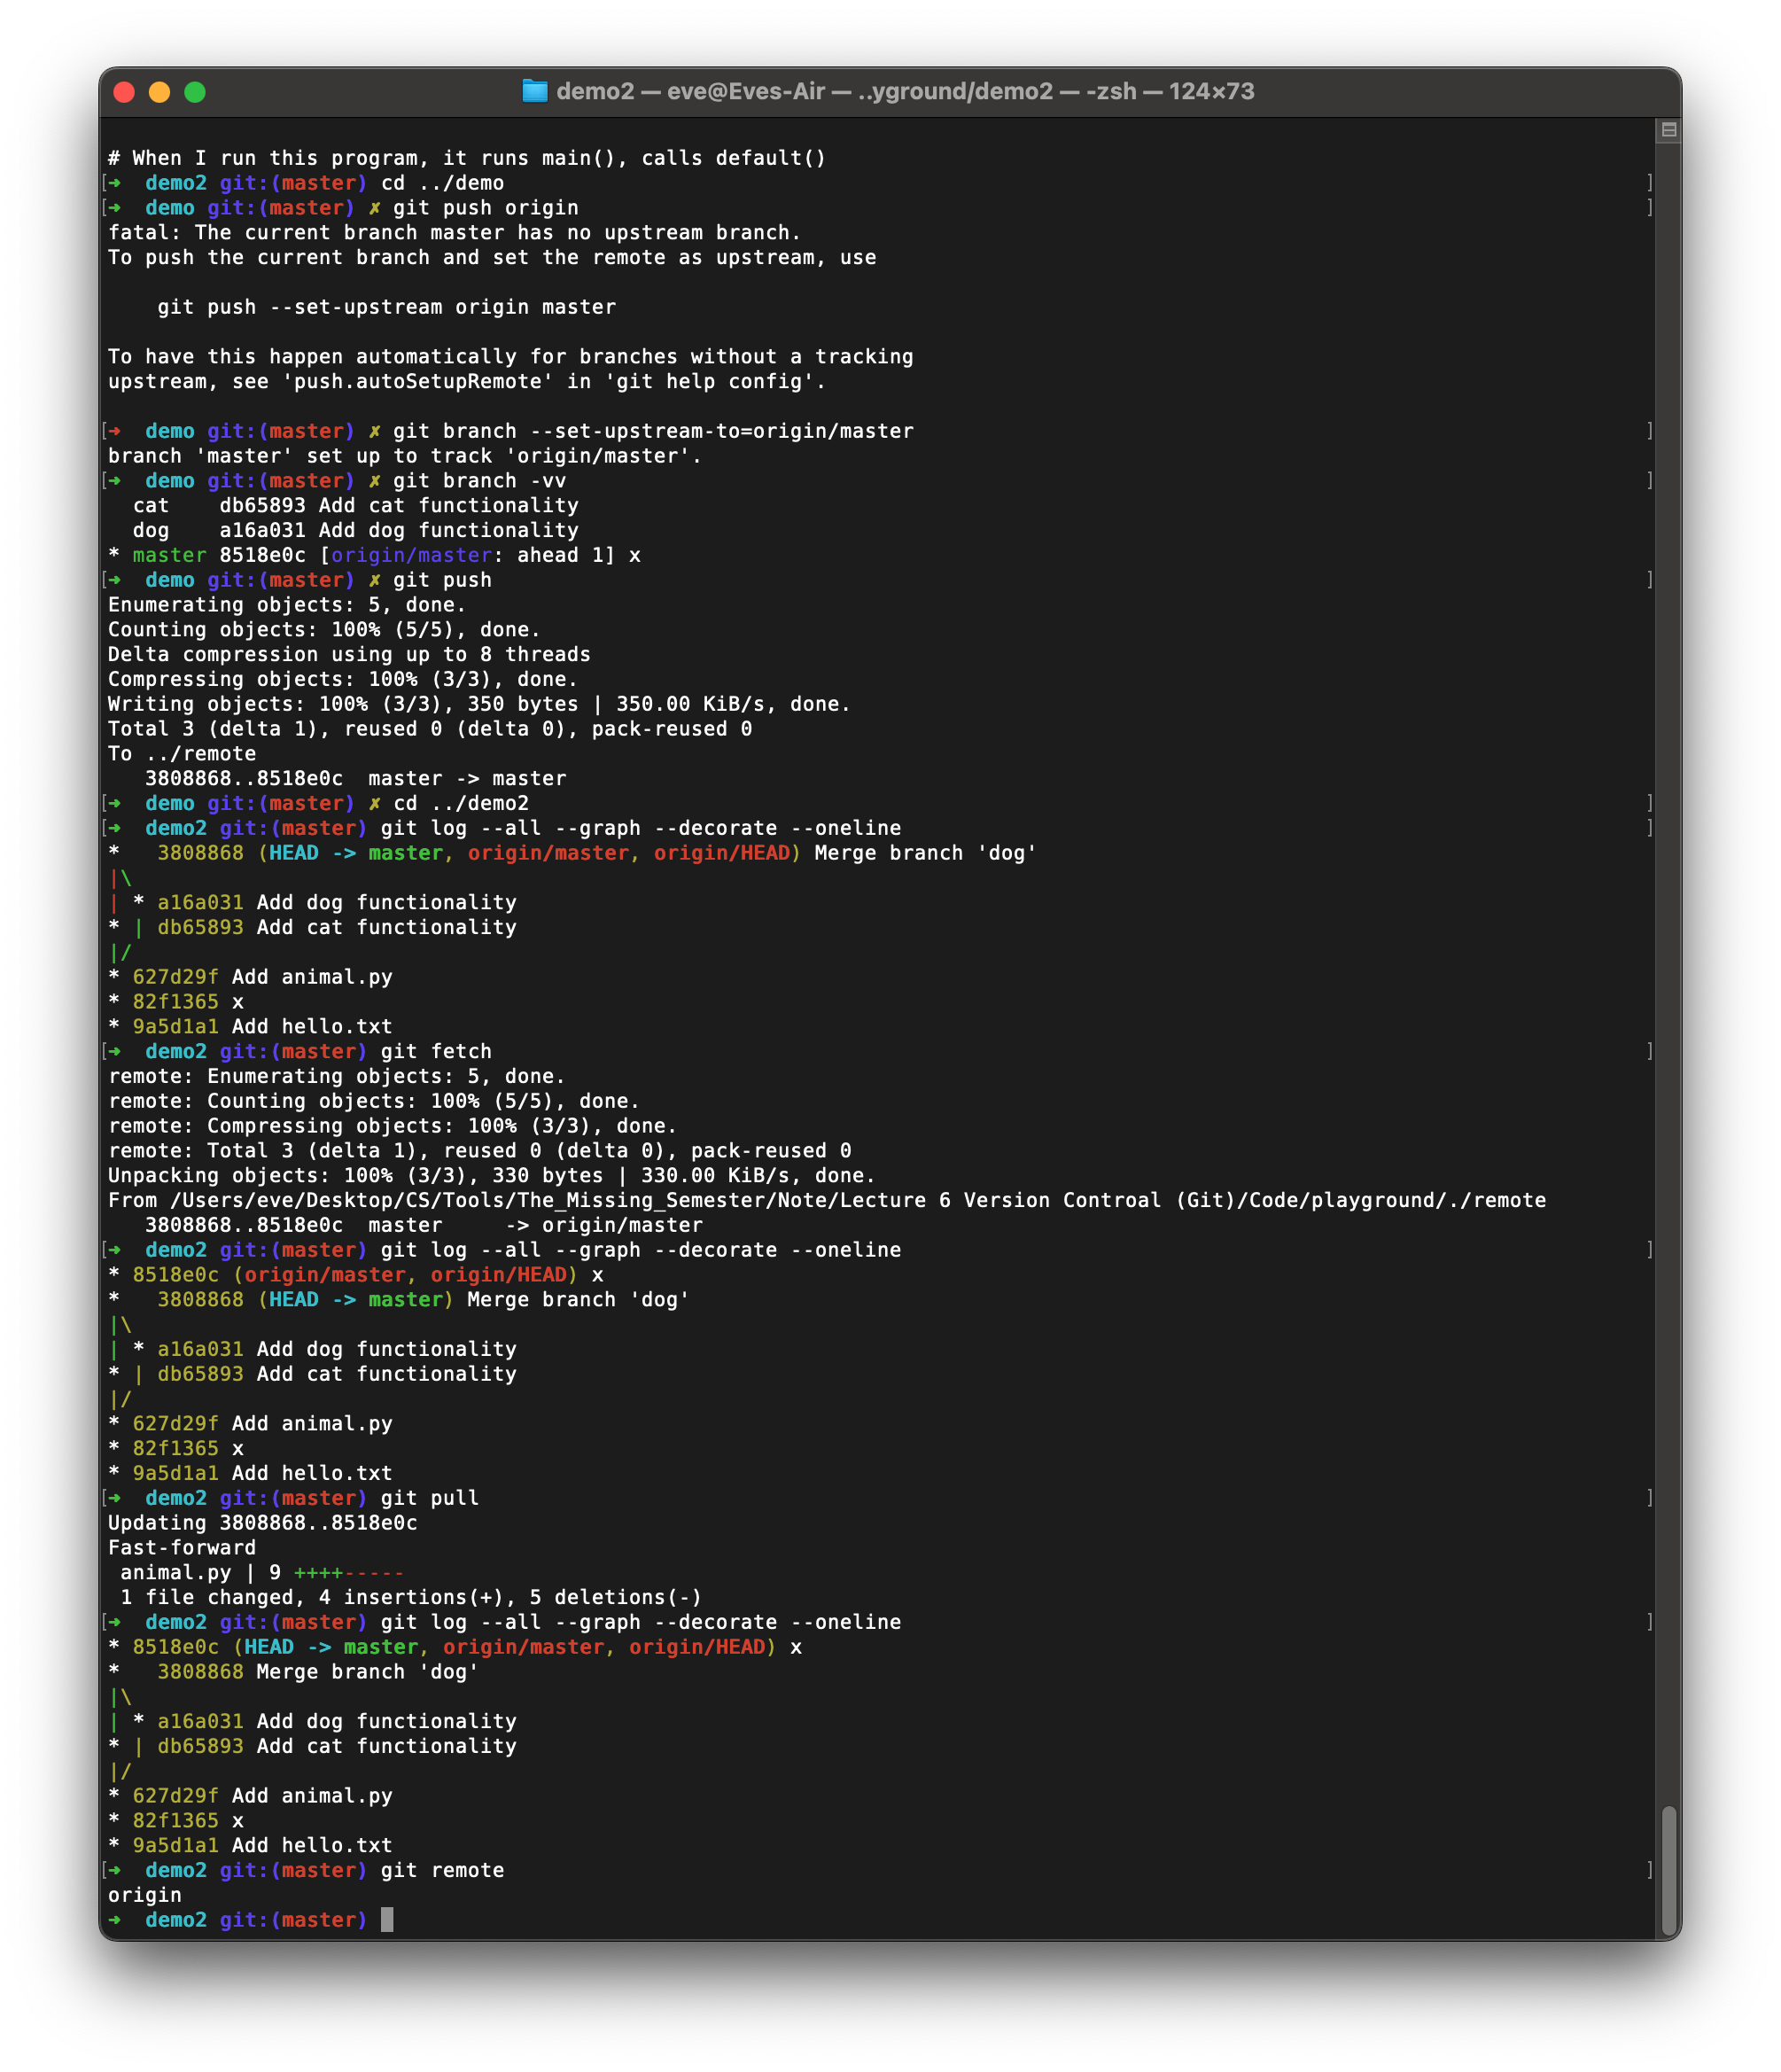 demo2 — eve@Eves-Air — ..yground/demo2 — -zsh — 124×73
# When I run this program, it runs main(), calls default()
[➜  demo2 git:(master) cd ../demo ]
[➜  demo git:(master) ✗ git push origin ]
fatal: The current branch master has no upstream branch.
To push the current branch and set the remote as upstream, use
    git push --set-upstream origin master
To have this happen automatically for branches without a tracking
upstream, see 'push.autoSetupRemote' in 'git help config'.
[➜  demo git:(master) ✗ git branch --set-upstream-to=origin/master ]
branch 'master' set up to track 'origin/master'.
[➜  demo git:(master) ✗ git branch -vv ]
  cat    db65893 Add cat functionality
  dog    a16a031 Add dog functionality
* master 8518e0c [origin/master: ahead 1] x
[➜  demo git:(master) ✗ git push ]
Enumerating objects: 5, done.
Counting objects: 100% (5/5), done.
Delta compression using up to 8 threads
Compressing objects: 100% (3/3), done.
Writing objects: 100% (3/3), 350 bytes | 350.00 KiB/s, done.
Total 3 (delta 1), reused 0 (delta 0), pack-reused 0
To ../remote
   3808868..8518e0c  master -> master
[➜  demo git:(master) ✗ cd ../demo2 ]
[➜  demo2 git:(master) git log --all --graph --decorate --oneline ]
*   3808868 (HEAD -> master, origin/master, origin/HEAD) Merge branch 'dog'
|\
| * a16a031 Add dog functionality
* | db65893 Add cat functionality
|/
* 627d29f Add animal.py
* 82f1365 x
* 9a5d1a1 Add hello.txt
[➜  demo2 git:(master) git fetch ]
remote: Enumerating objects: 5, done.
remote: Counting objects: 100% (5/5), done.
remote: Compressing objects: 100% (3/3), done.
remote: Total 3 (delta 1), reused 0 (delta 0), pack-reused 0
Unpacking objects: 100% (3/3), 330 bytes | 330.00 KiB/s, done.
From /Users/eve/Desktop/CS/Tools/The_Missing_Semester/Note/Lecture 6 Version Controal (Git)/Code/playground/./remote
   3808868..8518e0c  master     -> origin/master
[➜  demo2 git:(master) git log --all --graph --decorate --oneline ]
* 8518e0c (origin/master, origin/HEAD) x
*   3808868 (HEAD -> master) Merge branch 'dog'
|\
| * a16a031 Add dog functionality
* | db65893 Add cat functionality
|/
* 627d29f Add animal.py
* 82f1365 x
* 9a5d1a1 Add hello.txt
[➜  demo2 git:(master) git pull ]
Updating 3808868..8518e0c
Fast-forward
 animal.py | 9 ++++-----
 1 file changed, 4 insertions(+), 5 deletions(-)
[➜  demo2 git:(master) git log --all --graph --decorate --oneline ]
* 8518e0c (HEAD -> master, origin/master, origin/HEAD) x
*   3808868 Merge branch 'dog'
|\
| * a16a031 Add dog functionality
* | db65893 Add cat functionality
|/
* 627d29f Add animal.py
* 82f1365 x
* 9a5d1a1 Add hello.txt
[➜  demo2 git:(master) git remote ]
origin
➜  demo2 git:(master)